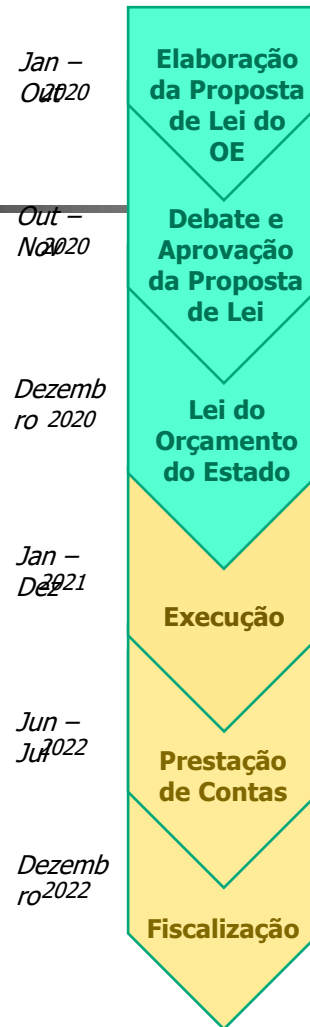 Jan –
Out 2020
Elaboração
da Proposta
de Lei do
OE
Out –
Nov 2020
Debate e
Aprovação
da Proposta
de Lei
Dezemb
ro 2020
Lei do
Orçamento
do Estado
Jan –
Dez 2021
Execução
Jun –
Jul 2022
Prestação
de Contas
Dezemb
ro 2022
Fiscalização